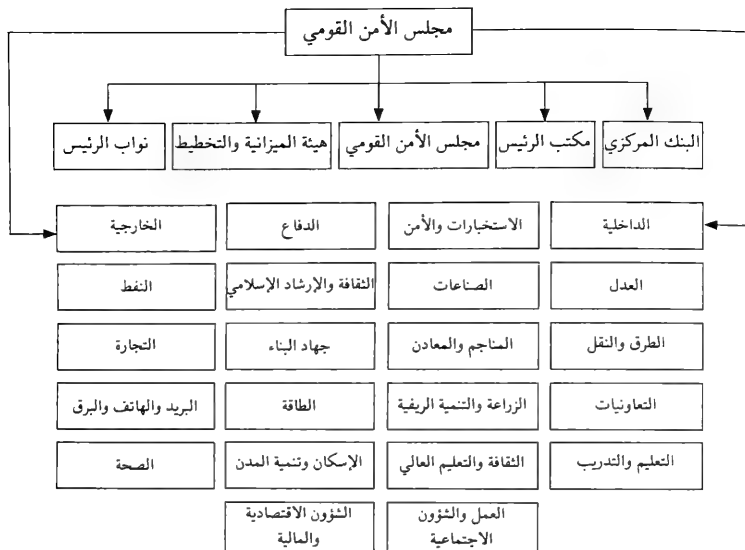 مجلس الأمن القومي
البنك المركزي
مكتب الرئيس
مجلس الأمن القومي
هيئة الميزانية والتخطيط
نواب الرئيس
الداخلية
الاستخبارات والأمن
الدفاع
الخارجية
العدل
الصناعات
الثقافة والإرشاد الإسلامي
النفط
الطرق والنقل
المناجم والمعادن
جهاد البناء
التجارة
التعاونيات
الزراعة والتنمية الريفية
الطاقة
البريد والهاتف والبرق
التعليم والتدريب
الثقافة والتعليم العالي
الإسكان وتنمية المدن
الصحة
العمل والشؤون
الاجتماعية
الشؤون الاقتصادية
والمالية